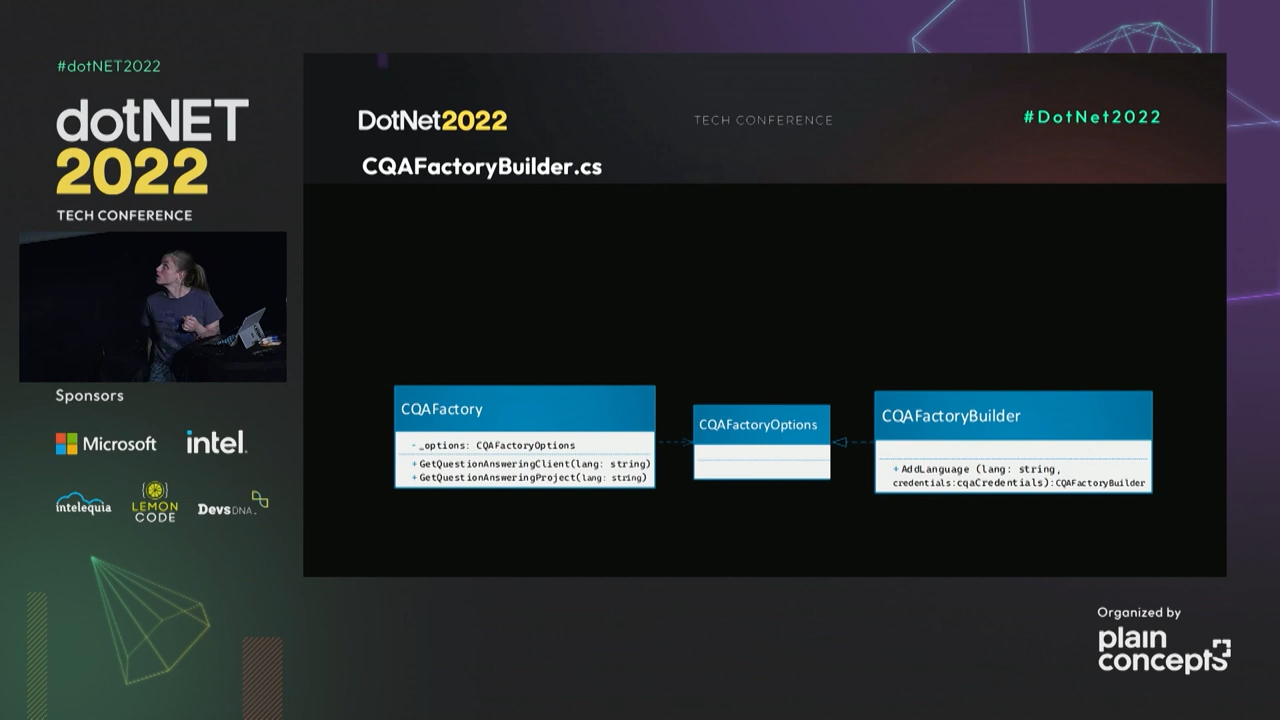 #dotNET2022
dotNET
2022
TECH CONFERENCE
Sponsors
Microsoft
intel.
intelequia
LEMON
CODE
DevsDNA.
DotNet2022
TECH CONFERENCE
#DotNet2022
CQAFactoryBuilder.cs
CQAFactory
- _options: CQAFactoryOptions
+ GetQuestionAnsweringClient(lang: string)
+ GetQuestionAnsweringProject(lang: string)
CQAFactoryOptions
CQAFactoryBuilder
+ AddLanguage (lang: string,
credentials:cqaCredentials):CQAFactoryBuilder
Organized by
plain
concepts